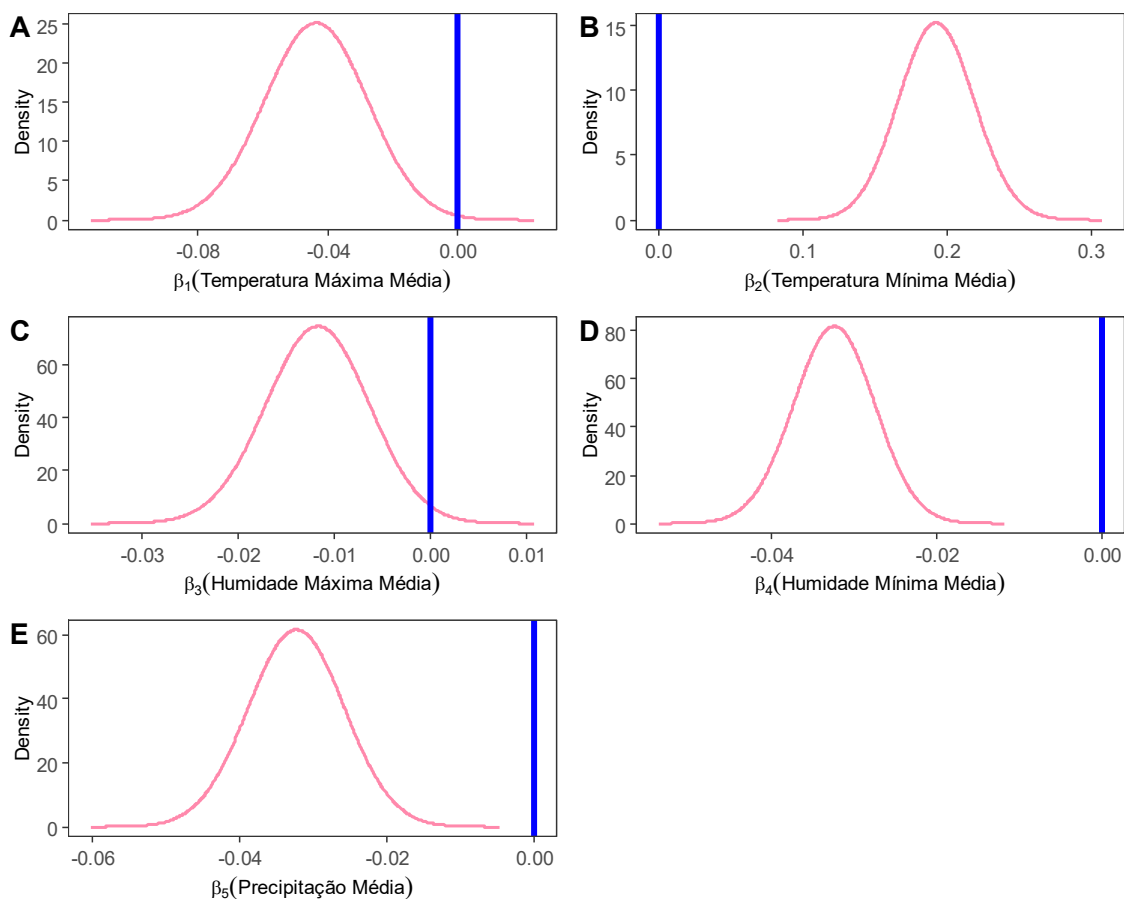 A
Density
25
20
15
10
5
0
-0.08
-0.04
0.00
β1(Temperatura Máxima Média)
B
Density
15
10
5
0
0.0
0.1
0.2
0.3
β2(Temperatura Mínima Média)
C
Density
60
40
20
0
-0.03
-0.02
-0.01
0.00
0.01
β3(Humidade Máxima Média)
D
Density
80
60
40
20
0
-0.04
-0.02
0.00
β4(Humidade Mínima Média)
E
Density
60
40
20
0
-0.06
-0.04
-0.02
0.00
β5(Precipitação Média)